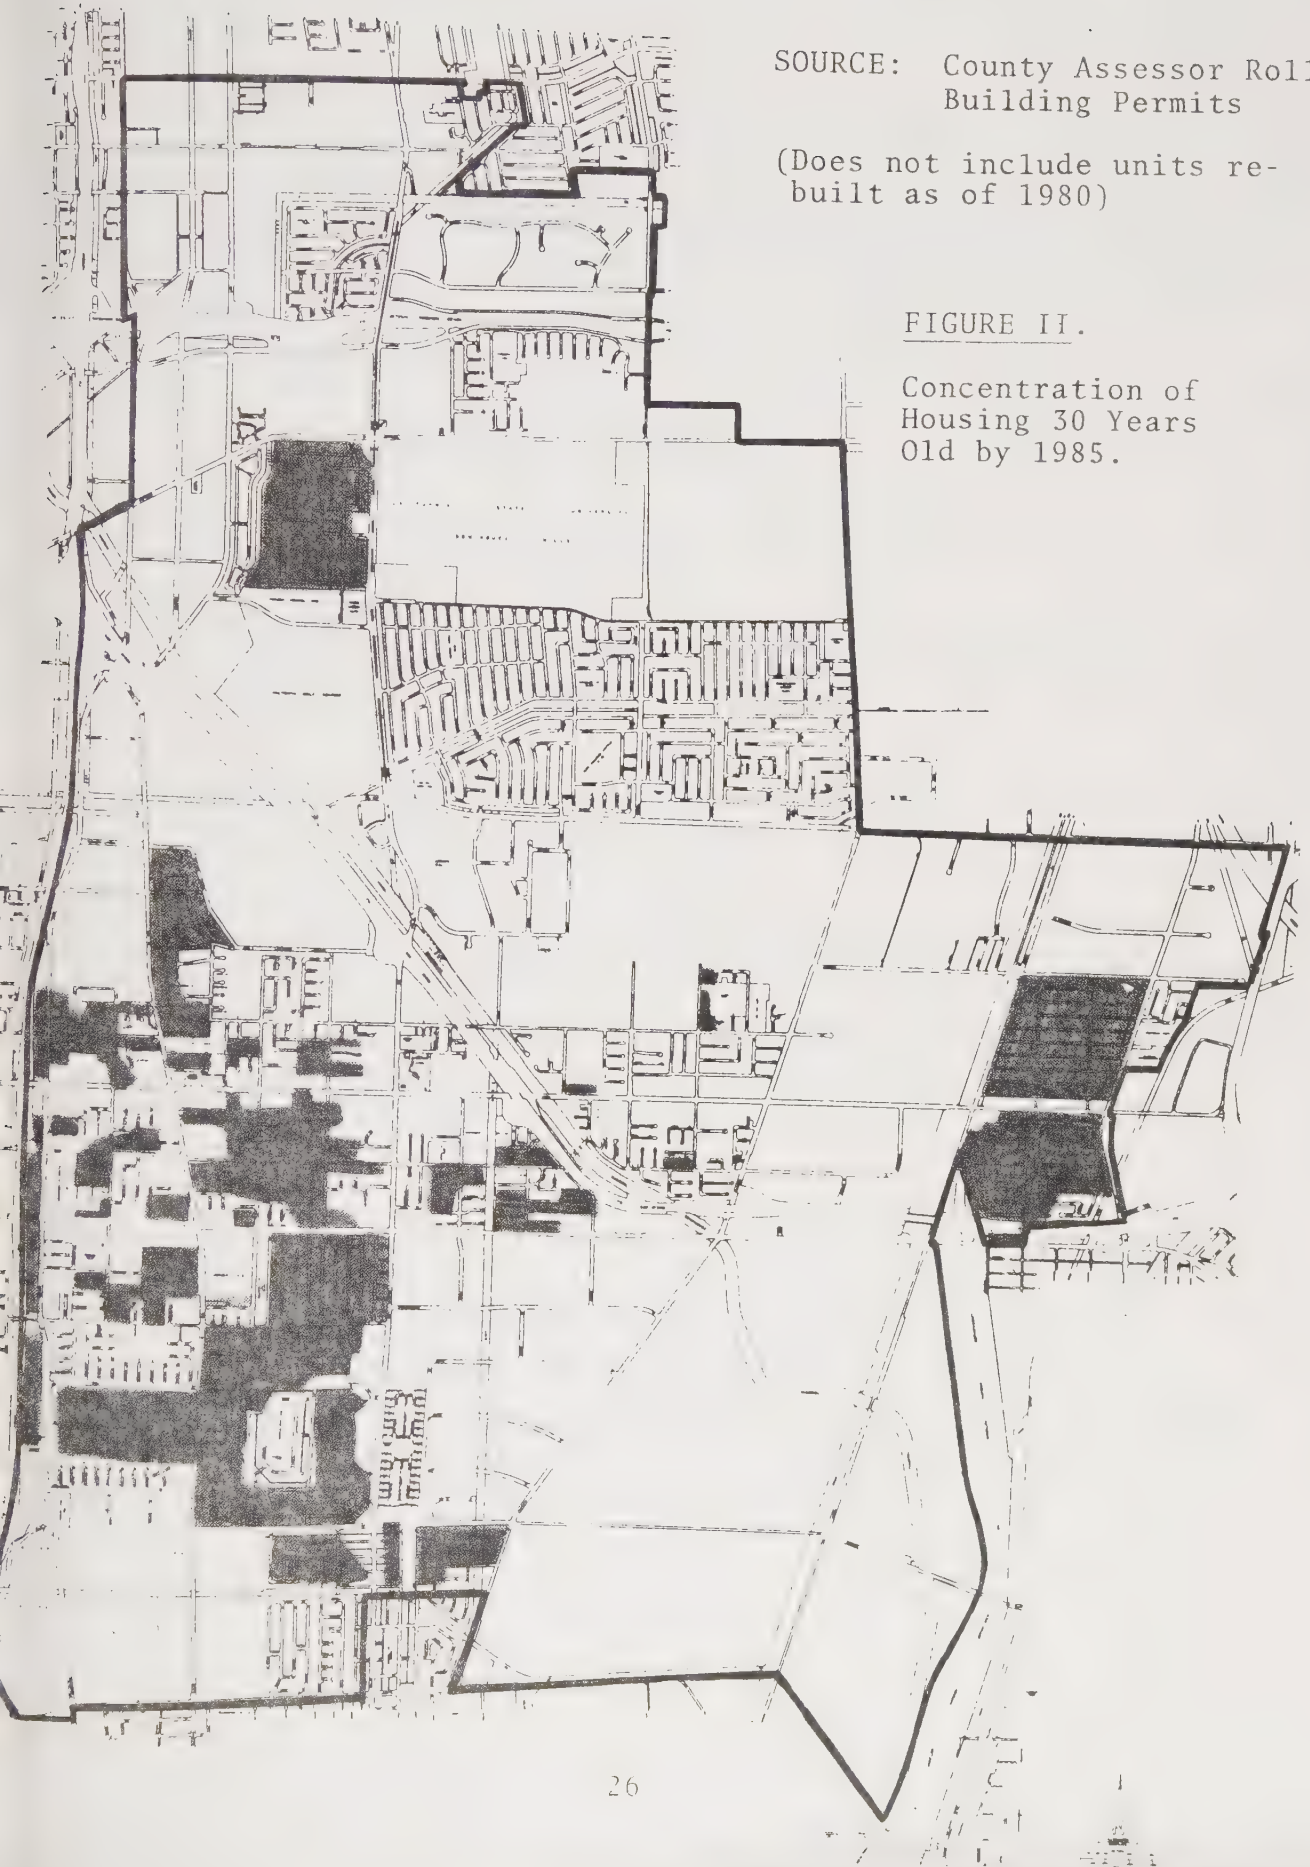 SOURCE: County Assessor Roll
Building Permits
(Does not include units re-
built as of 1980)
FIGURE II.
Concentration of
Housing 30 Years
Old by 1985.
STATE
26